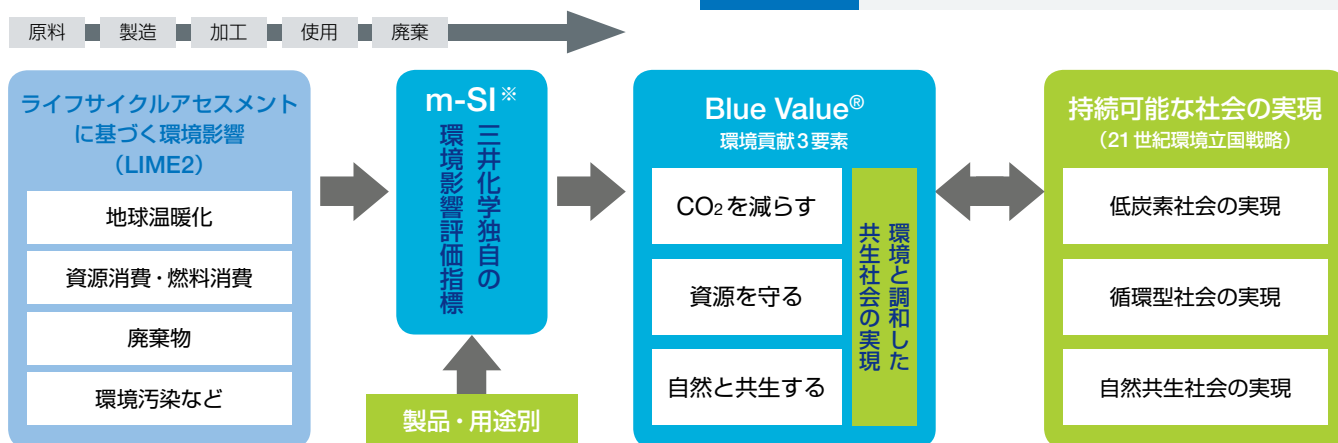 原料
製造
加工
使用
廃棄
ライフサイクルアセスメント
に基づく環境影響
(LIME2)
地球温暖化
資源消費・燃料消費
廃棄物
環境汚染など
m-SI※
三井化学独自の
環境影響評価指標
製品・用途別
Blue Value®
環境貢献3要素
CO₂を減らす
資源を守る
自然と共生する
環境と調和した
共生社会の実現
持続可能な社会の実現
(21世紀環境立国戦略)
低炭素社会の実現
循環型社会の実現
自然共生社会の実現